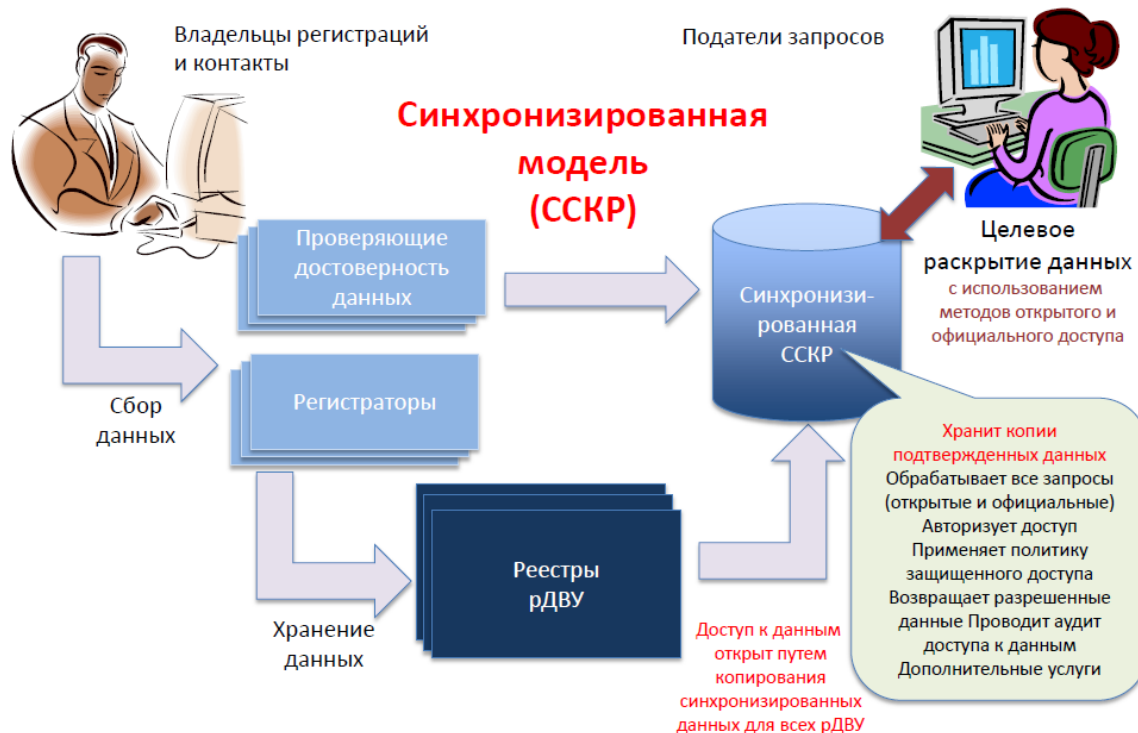 Владельцы регистраций
и контакты
Податели запросов
Синхронизированная
модель
(ССКР)
Проверяющие
достоверность
данных
Синхронизи-
рованная
ССКР
Целевое
раскрытие данных
с использованием
методов открытого и
официального доступа
Сбор
данных
Регистраторы
Хранит копии
подтвержденных данных
Обрабатывает все запросы
(открытые и официальные)
Авторизует доступ
Применяет политику
защищенного доступа
Возвращает разрешенные
данные Проводит аудит
доступа к данным
Дополнительные услуги
Реестры
рДВУ
Хранение
данных
Доступ к данным
открыт путем
копирования
синхронизированных
данных для всех рДВУ